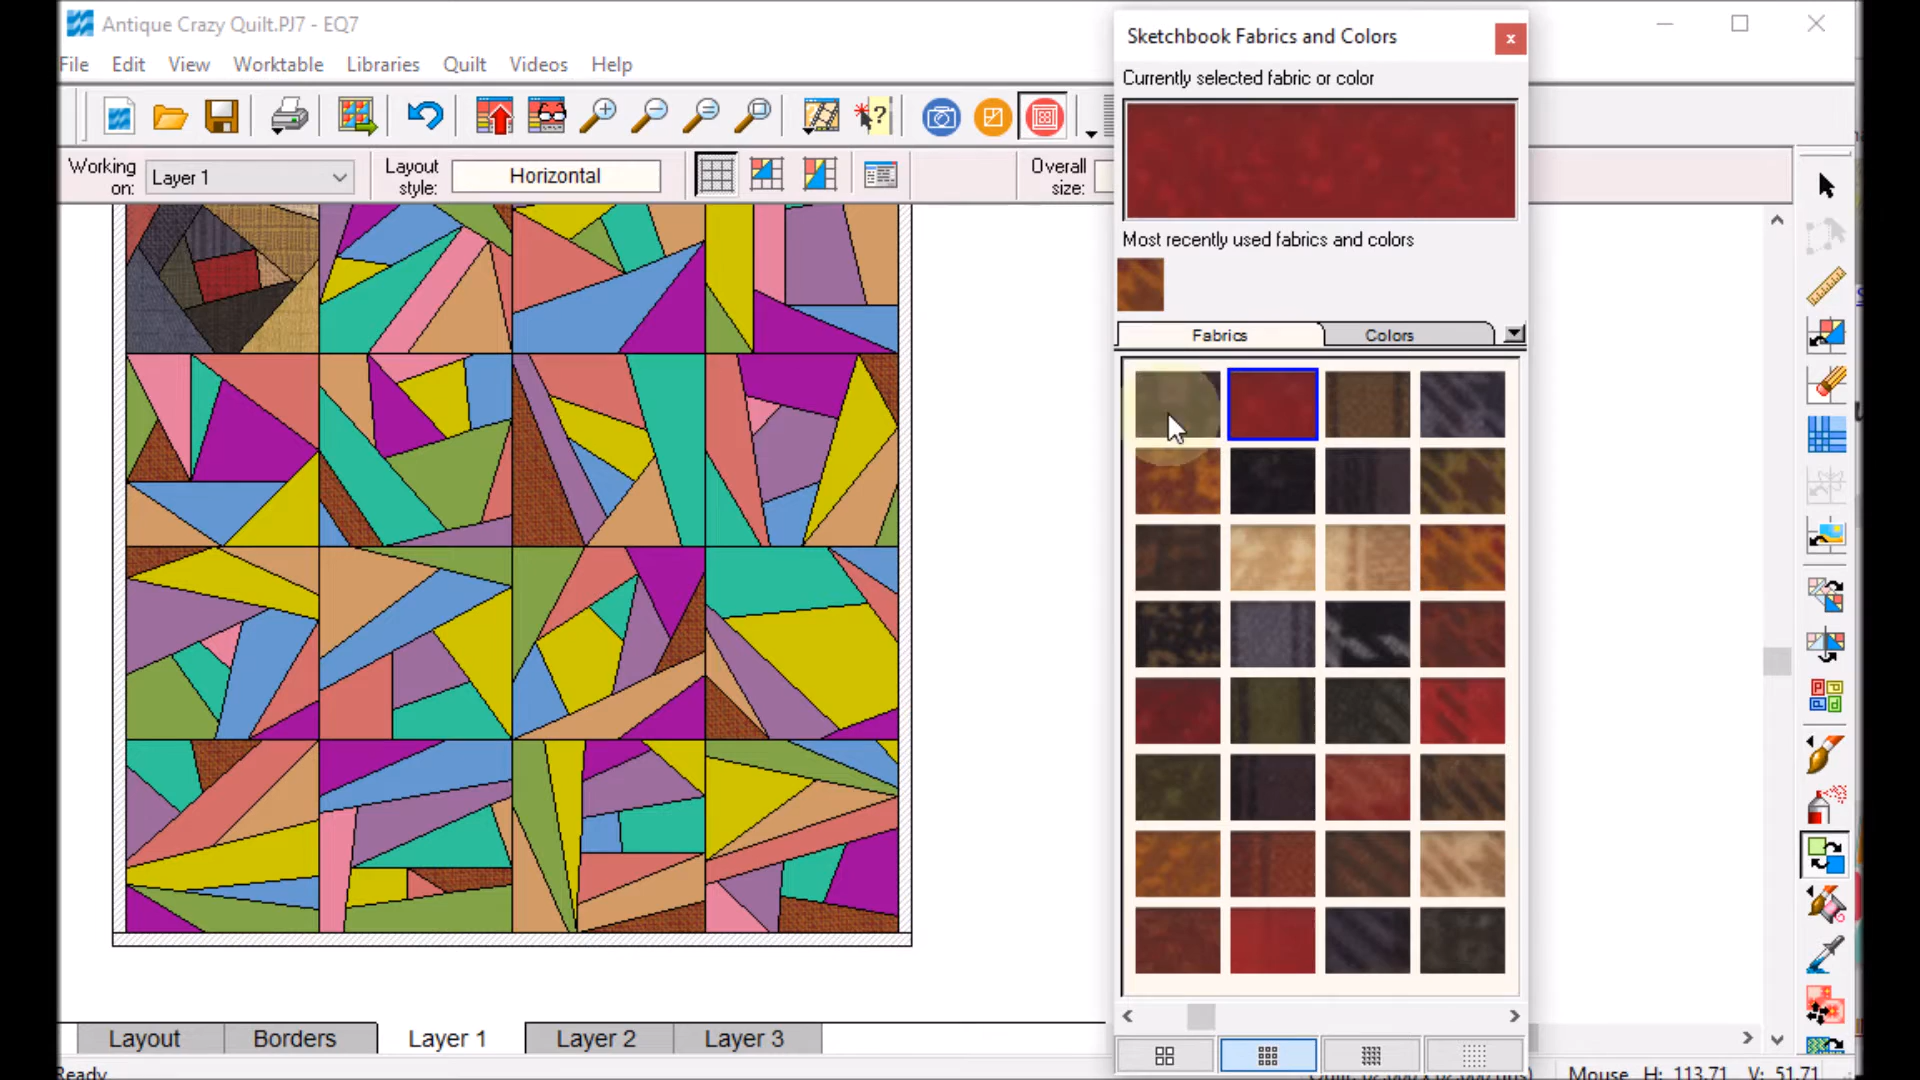 Antique Crazy Quilt.PJ7 - EQ7
File Edit View Worktable Libraries Quilt Videos Help
Working on: Layer 1
Layout style: Horizontal
Overall size:
Sketchbook Fabrics and Colors
x
Currently selected fabric or color
Most recently used fabrics and colors
Fabrics Colors
Layout Borders Layer 1 Layer 2 Layer 3
Ready
Mouse H: 113.71 V: 51.71